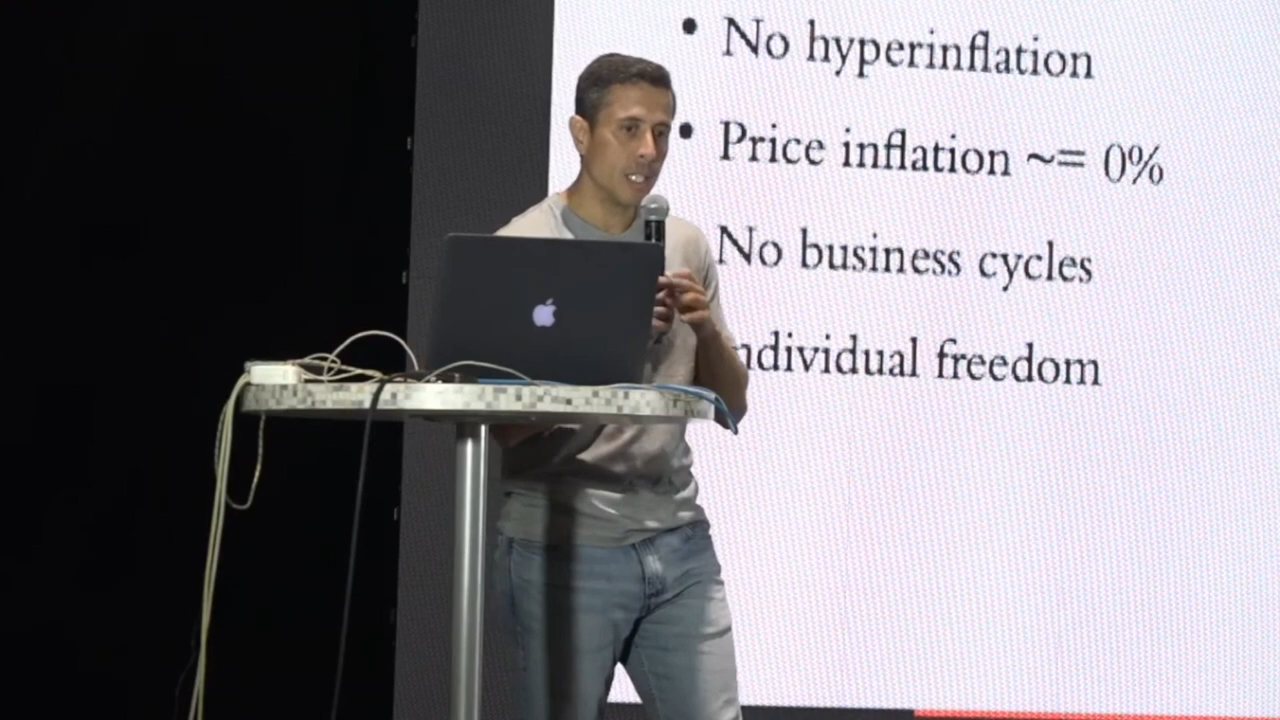 • No hyperinflation
• Price inflation ~= 0%
No business cycles
ndividual freedom